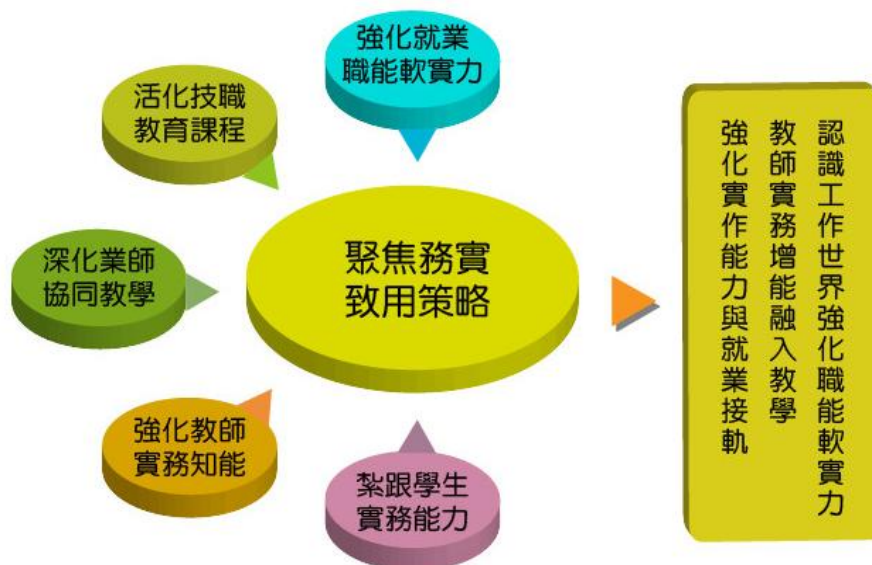 強化就業
職能軟實力
活化技職
教育課程
深化業師
協同教學
強化教師
實務知能
紮跟學生
實務能力
聚焦務實
致用策略
認識工作世界強化職能軟實力
教師實務增能融入教學
強化實作能力與就業接軌